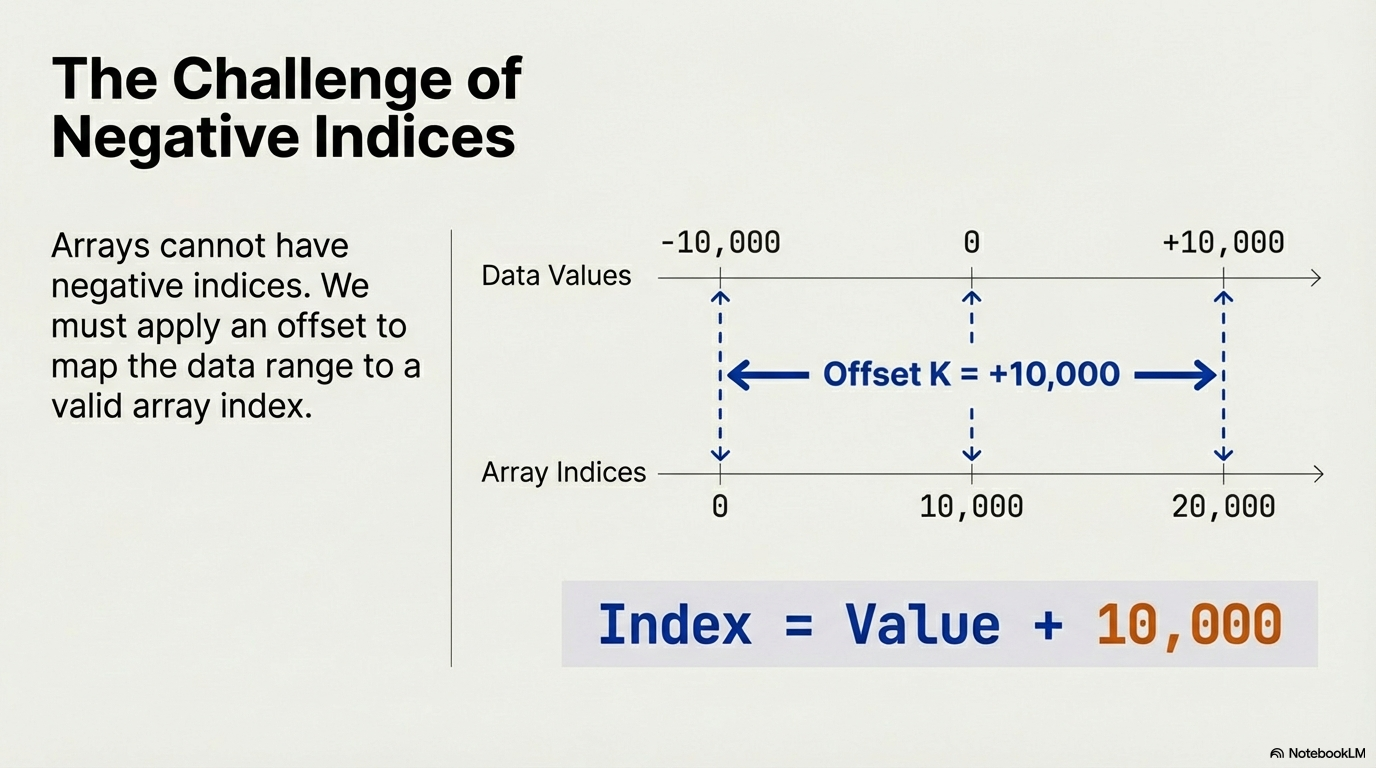 The Challenge of
Negative Indices
Arrays cannot have
negative indices. We
must apply an offset to
map the data range to a
valid array index.
-10,000 0 +10,000
Data Values
Offset K = +10,000
Array Indices
0 10,000 20,000
Index = Value + 10,000
NotebookLM